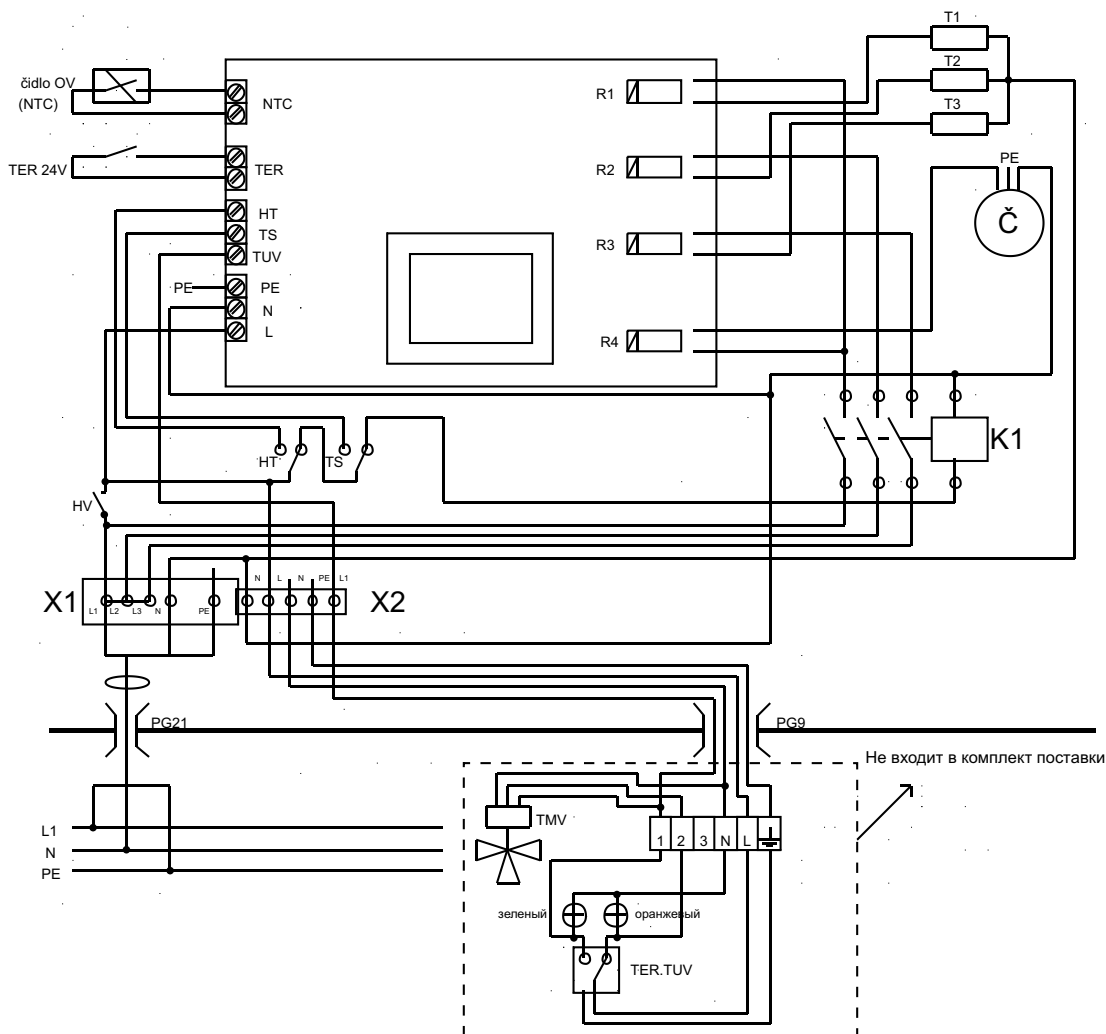 T1
čidlo OV
(NTC)
NTC
R1
T2
T3
TER 24V
TER
R2
PE
HT
TS
TUV
R3
Č
PE
PE
N
L
R4
HT
TS
K1
HV
X1
L1
L2
L3
N
PE
N
L
N
PE
L1
X2
PG21
PG9
Не входит в комплект поставки
L1
N
PE
TMV
1
2
3
N
L
зеленый
оранжевый
TER.TUV